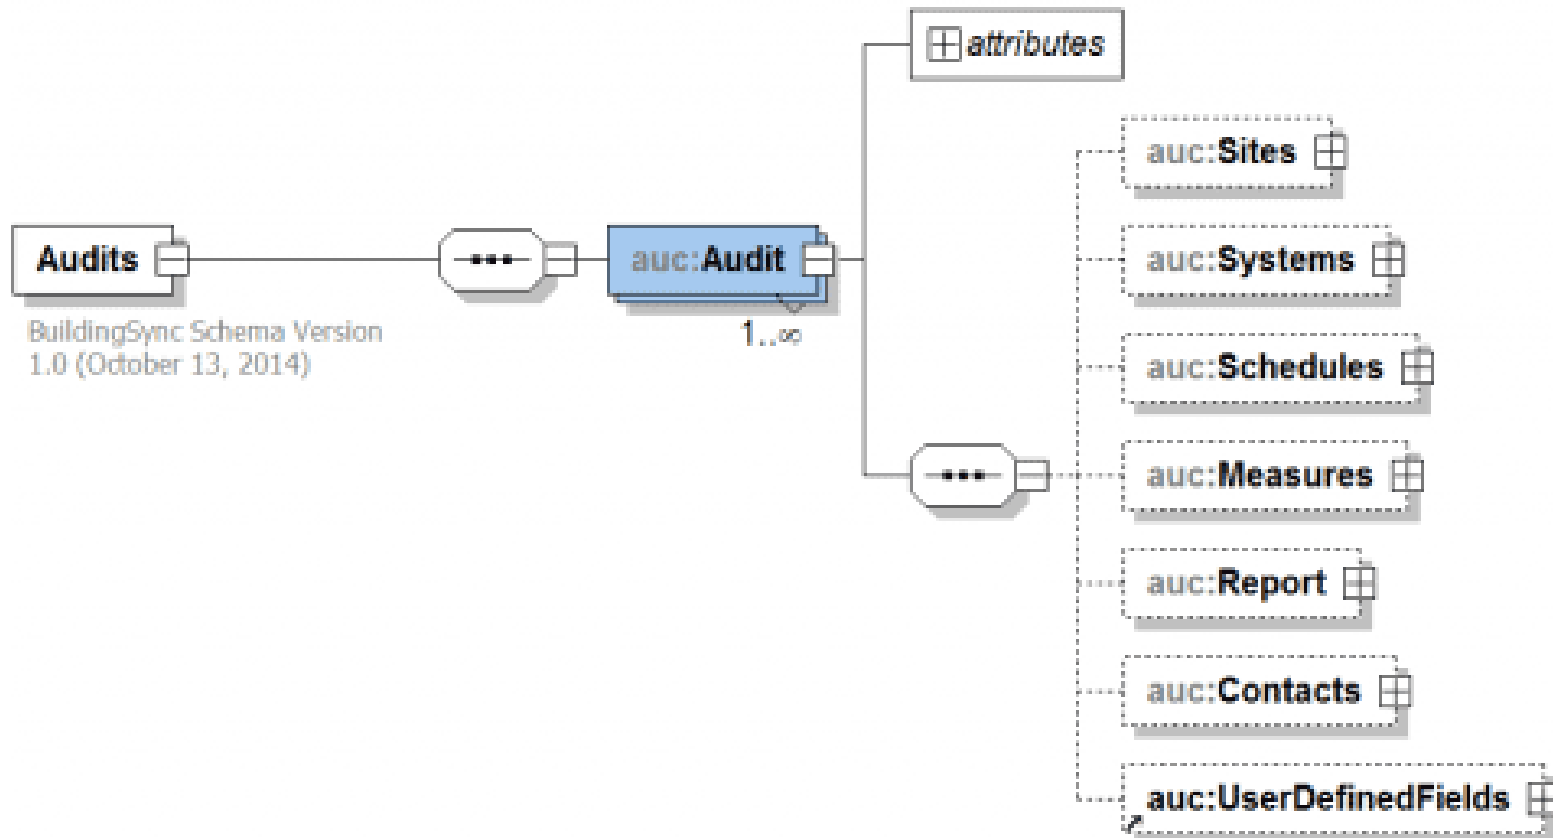 attributes
auc:Sites
Audits
auc:Audit
auc:Systems
BuildingSync Schema Version
1.0 (October 13, 2014)
1..∞
auc:Schedules
auc:Measures
auc:Report
auc:Contacts
auc:UserDefinedFields